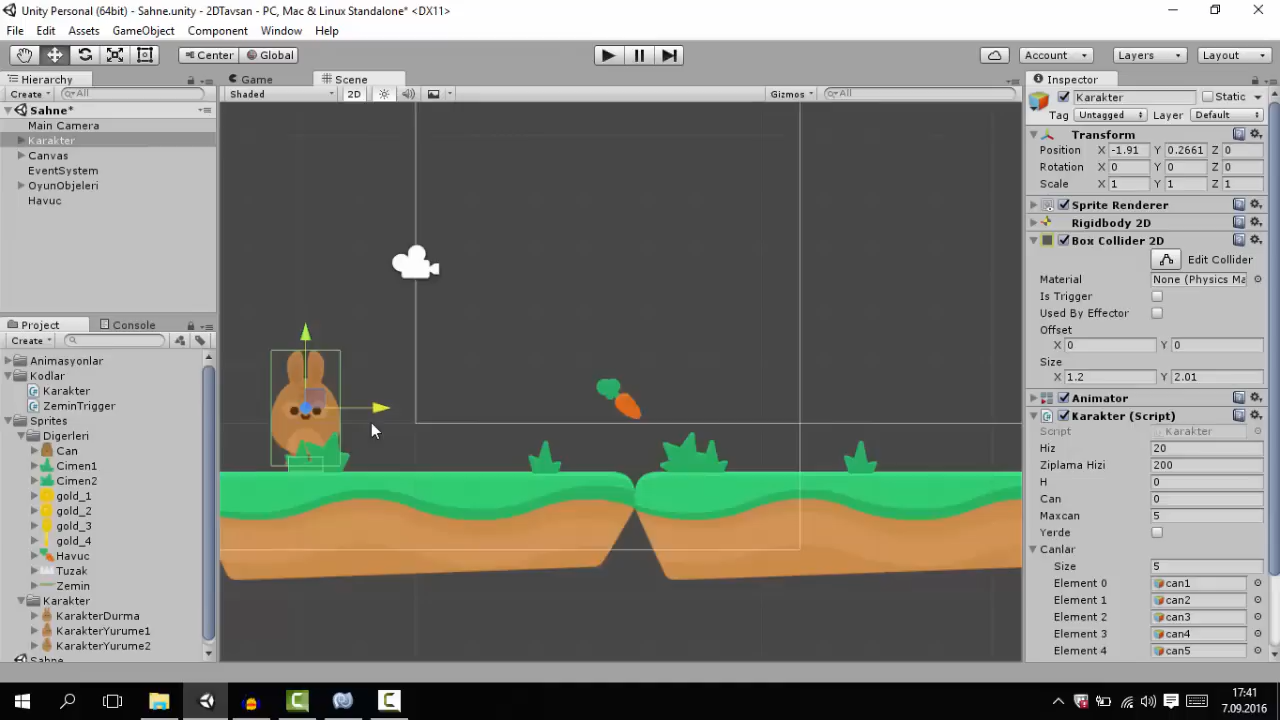 Unity Personal (64bit) - Sahne.unity - 2DTavsan - PC, Mac & Linux Standalone* <DX11>
File Edit Assets GameObject Component Window Help
Center Global Account Layers Layout
Hierarchy
Create All
Sahne*
Main Camera
Karakter
Canvas
EventSystem
OyunObjeleri
Havuc
Project Console
Create
Animasyonlar
Kodlar
Karakter
ZeminTrigger
Sprites
Digerleri
Can
Cimen1
Cimen2
gold_1
gold_2
gold_3
gold_4
Havuc
Tuzak
Zemin
Karakter
KarakterDurma
KarakterYurume1
KarakterYurume2
Sahne
Game Scene
Shaded 2D Gizmos All
Inspector
Karakter Static
Tag Untagged Layer Default
Transform
Position X -1.91 Y 0.2661 Z 0
Rotation X 0 Y 0 Z 0
Scale X 1 Y 1 Z 1
Sprite Renderer
Rigidbody 2D
Box Collider 2D
Edit Collider
Material None (Physics Ma
Is Trigger
Used By Effector
Offset
X 0 Y 0
Size
X 1.2 Y 2.01
Animator
Karakter (Script)
Script Karakter
Hiz 20
Ziplama Hizi 200
H 0
Can 0
Maxcan 5
Yerde
Canlar
Size 5
Element 0 can1
Element 1 can2
Element 2 can3
Element 3 can4
Element 4 can5
17:41
7.09.2016